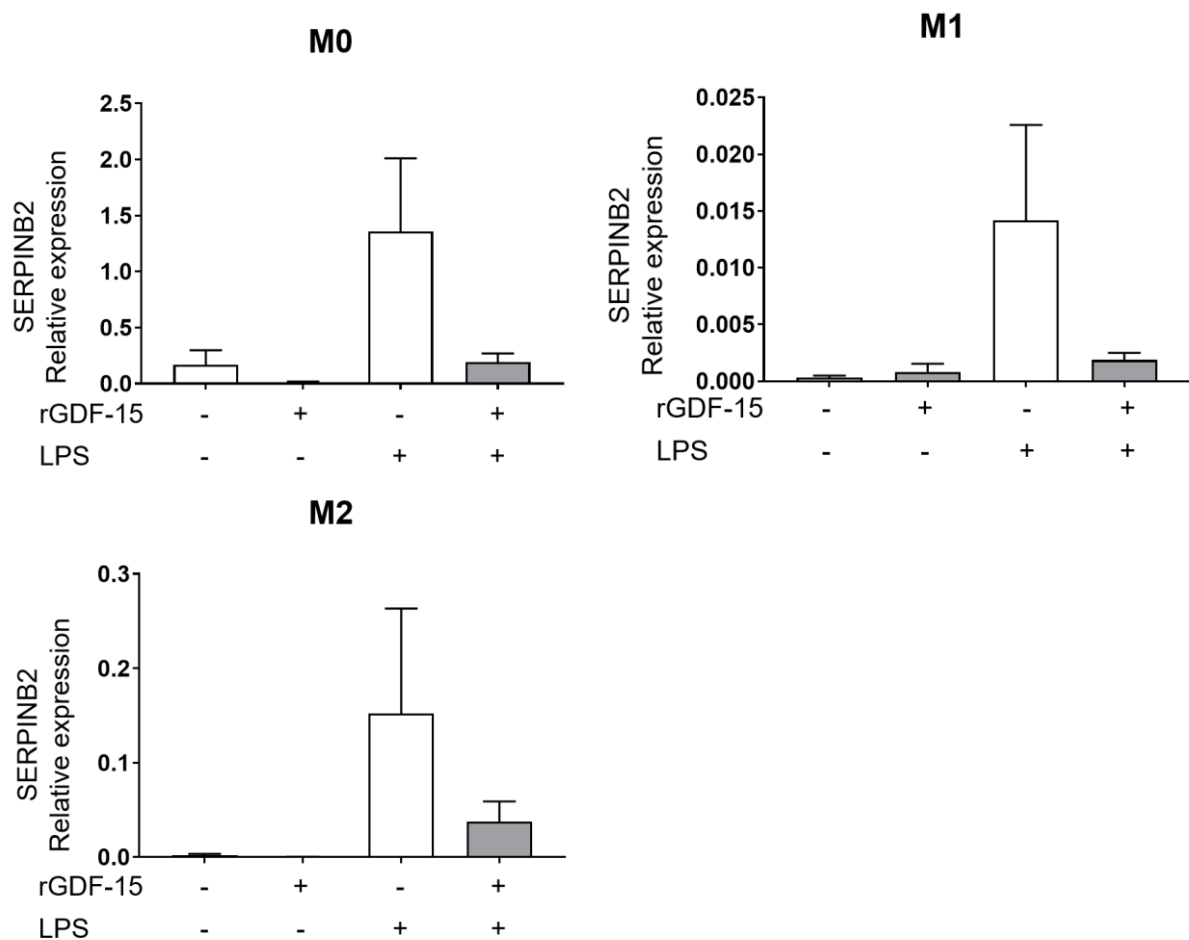 M0
SERPINB2
Relative expression
2.5
2.0
1.5
1.0
0.5
0.0
rGDF-15 - + - +
LPS - - + +
M1
SERPINB2
Relative expression
0.025
0.020
0.015
0.010
0.005
0.000
rGDF-15 - + - +
LPS - - + +
M2
SERPINB2
Relative expression
0.3
0.2
0.1
0.0
rGDF-15 - + - +
LPS - - + +